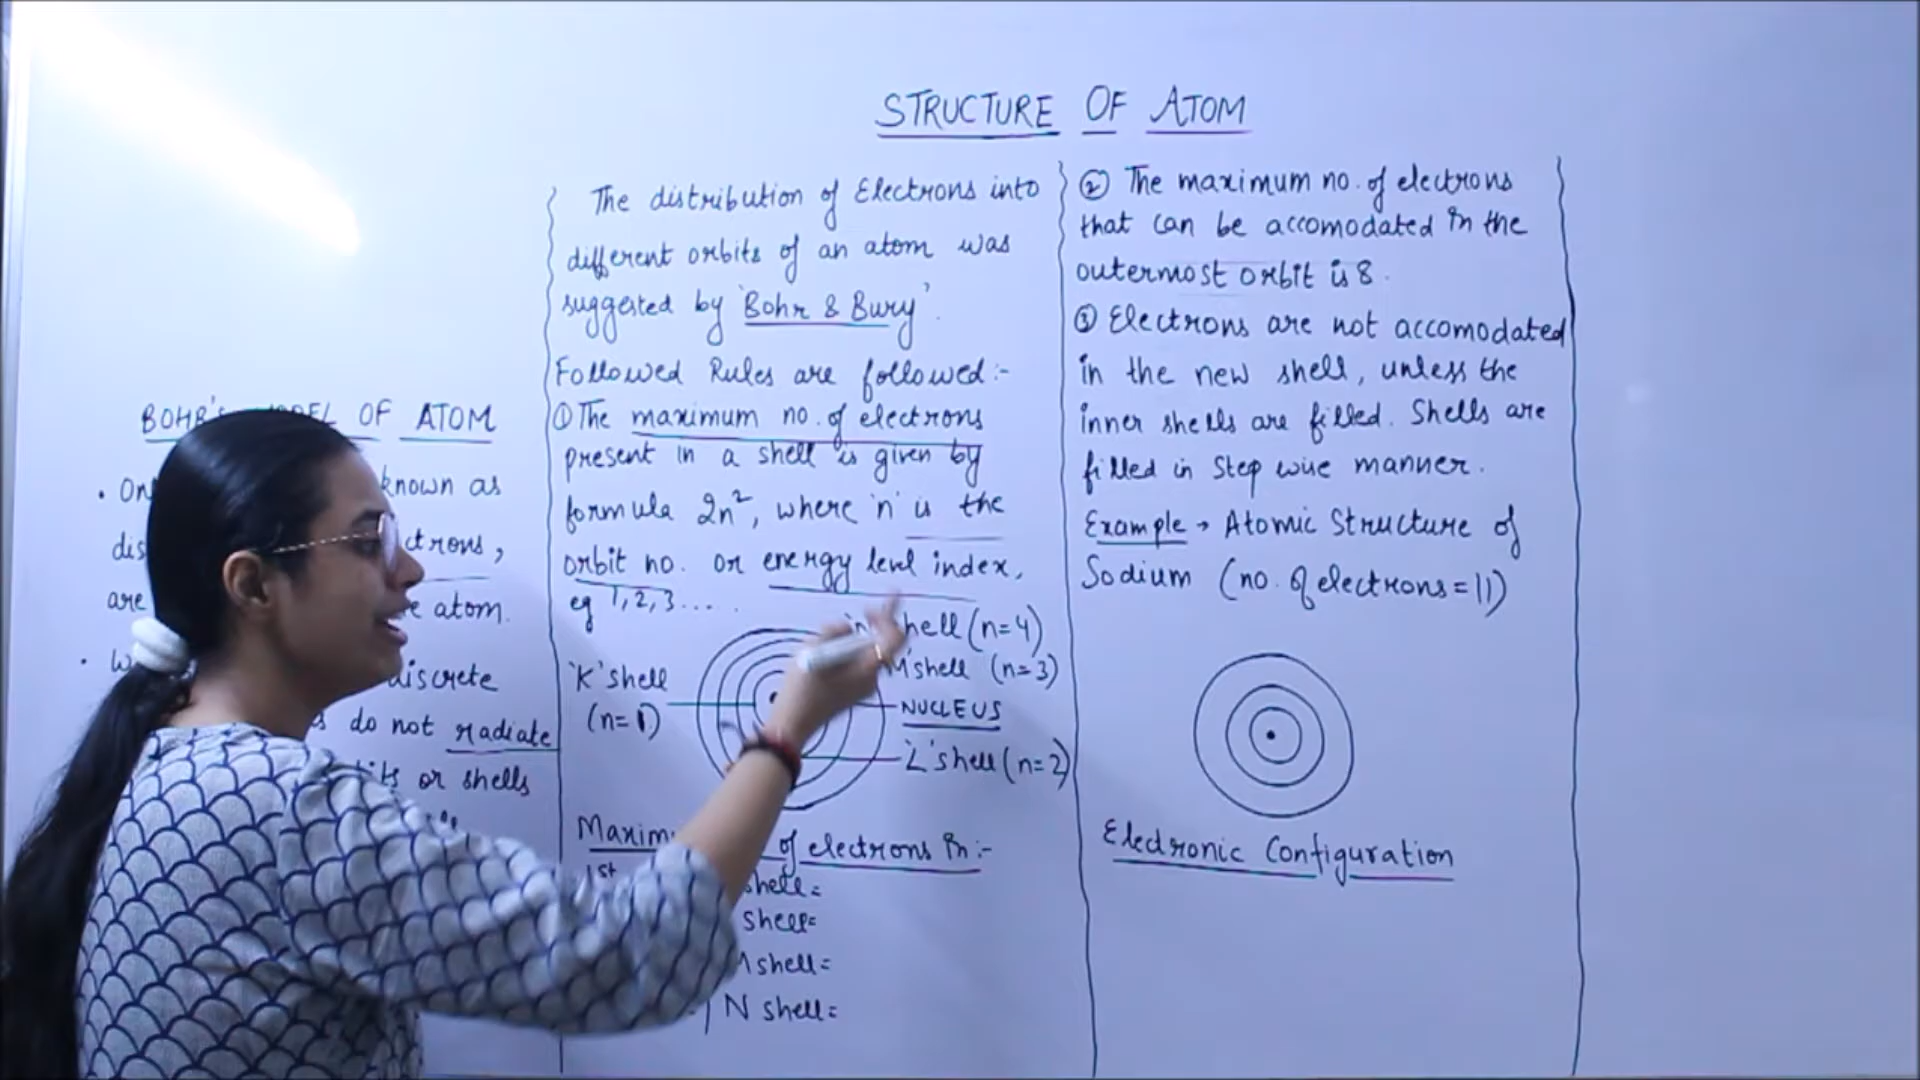 STRUCTURE OF ATOM
BOHR'S MODEL OF ATOM
known as
are atom.
discrete
do not radiate
or shells
The distribution of Electrons into
different orbits of an atom was
suggested by 'Bohr & Bury'.
Followed Rules are followed:-
① The maximum no. of electrons
present in a shell is given by
formula 2n², where 'n' is the
orbit no. or energy level index,
eg 1, 2, 3.....
shell (n=4)
'K' shell
(n=1)
'M' shell (n=3)
NUCLEUS
'L' shell (n=2)
of electrons in:-
1st shell=
shell=
shell=
N shell=
② The maximum no. of electrons
that can be accomodated in the
outermost orbit is 8.
③ Electrons are not accomodated
in the new shell, unless the
inner shells are filled. Shells are
filled in step wise manner.
Example → Atomic Structure of
Sodium (no. of electrons = 11)
Electronic Configuration